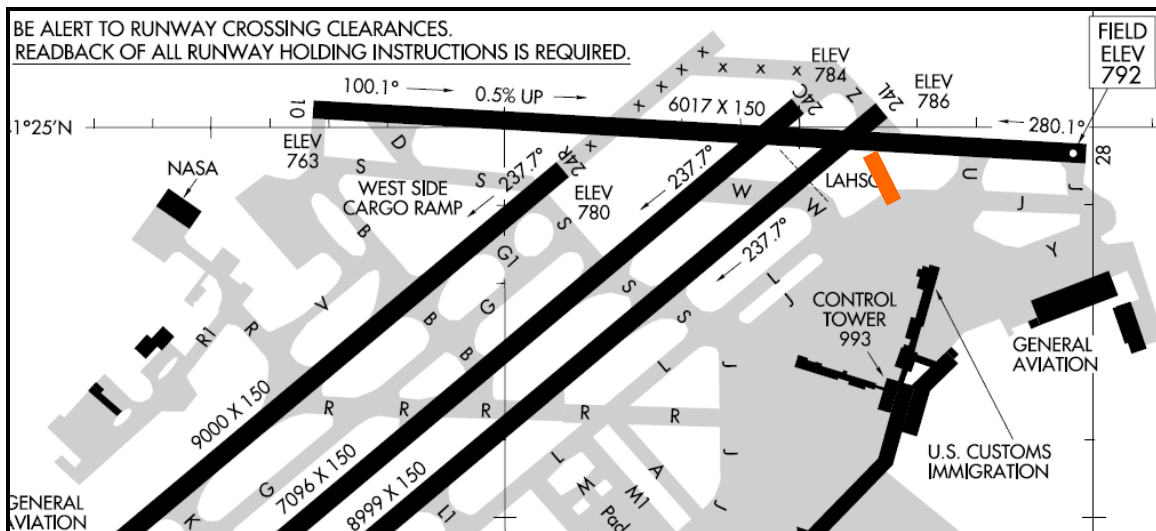 BE ALERT TO RUNWAY CROSSING CLEARANCES.
READBACK OF ALL RUNWAY HOLDING INSTRUCTIONS IS REQUIRED.
FIELD
ELEV
792
ELEV
784
24C
Z
24L
ELEV
786
x
x
x
x
x
x
x
x
100.1°
0.5% UP
6017 X 150
10
1°25'N
280.1°
28
ELEV
763
D
S
S
24R
237.7°
ELEV
780
237.7°
W
W
LAHSO
U
J
J
NASA
WEST SIDE
CARGO RAMP
B
S
G1
237.7°
Y
V
B
G
S
L
J
CONTROL
TOWER
993
R1
R
B
S
GENERAL
AVIATION
L
J
9000 X 150
R
R
R
R
R
J
U.S. CUSTOMS
IMMIGRATION
G
7096 X 150
8999 X 150
L
A
M
M1
Pad
J
J
GENERAL
AVIATION
K
L1